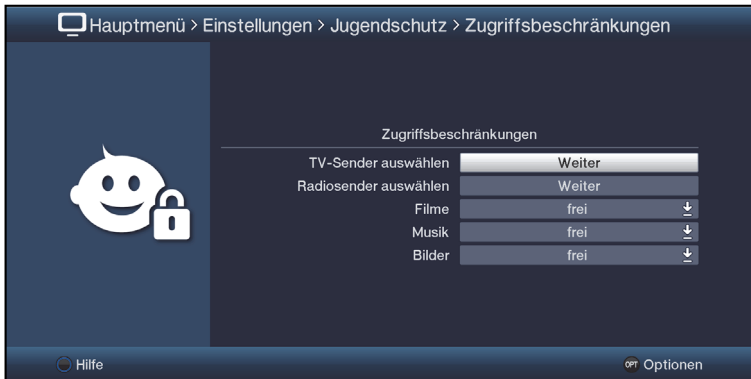 Hauptmenü > Einstellungen > Jugendschutz > Zugriffsbeschränkungen
Zugriffsbeschränkungen
TV-Sender auswählen Weiter
Radiosender auswählen Weiter
Filme frei
Musik frei
Bilder frei
Hilfe OPT Optionen